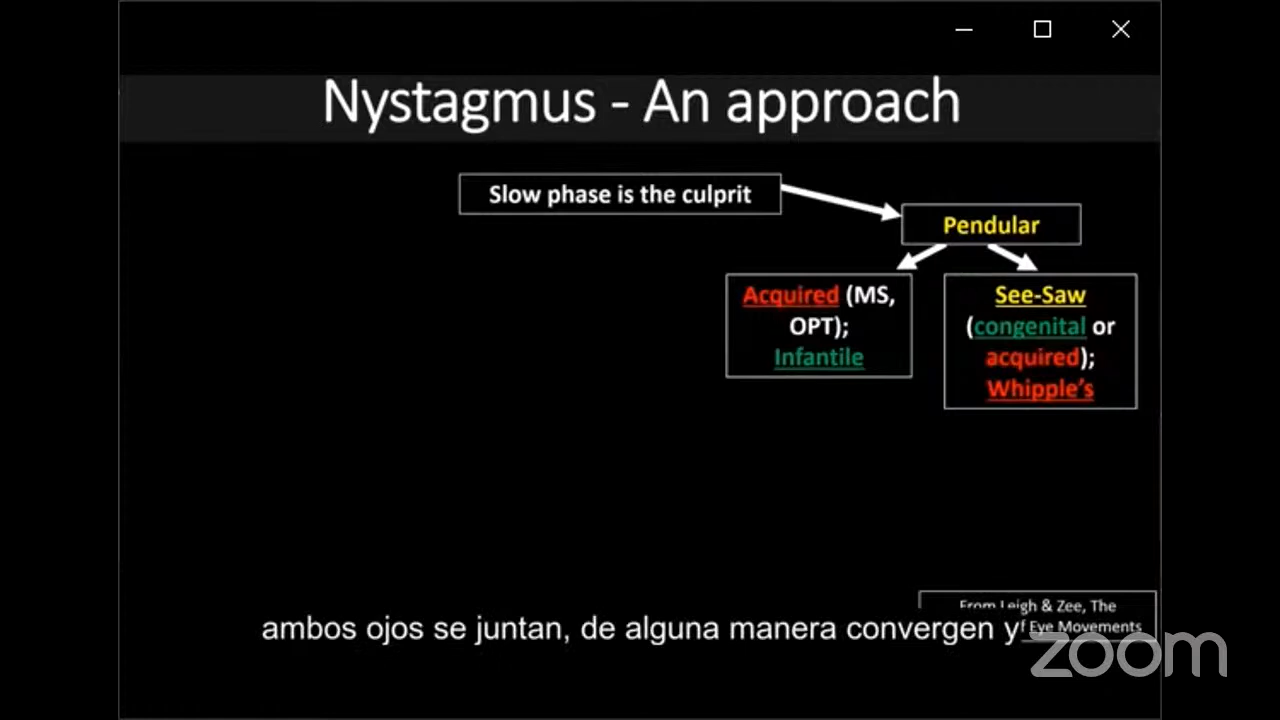 Nystagmus - An approach
Slow phase is the culprit
Pendular
Acquired (MS,
OPT);
Infantile
See-Saw
(congenital or
acquired);
Whipple's
From Leigh & Zee, The
Eye Movements
ambos ojos se juntan, de alguna manera convergen y
zoom